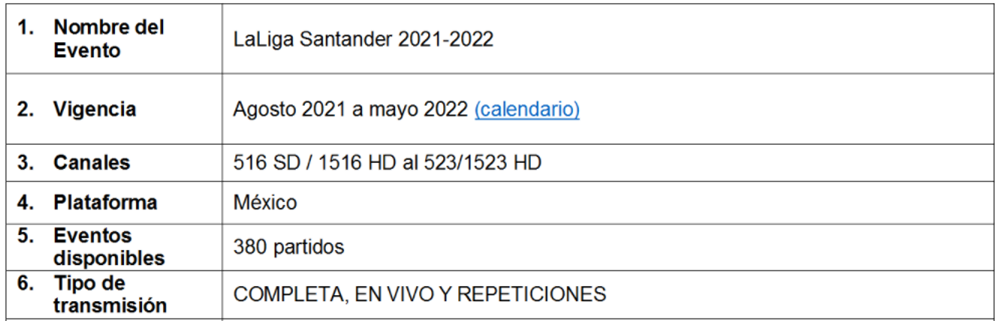 1. Nombre del
Evento
LaLiga Santander 2021-2022
2. Vigencia
Agosto 2021 a mayo 2022 (calendario)
3. Canales
516 SD / 1516 HD al 523/1523 HD
4. Plataforma
México
5. Eventos
disponibles
380 partidos
6. Tipo de
transmisión
COMPLETA, EN VIVO Y REPETICIONES